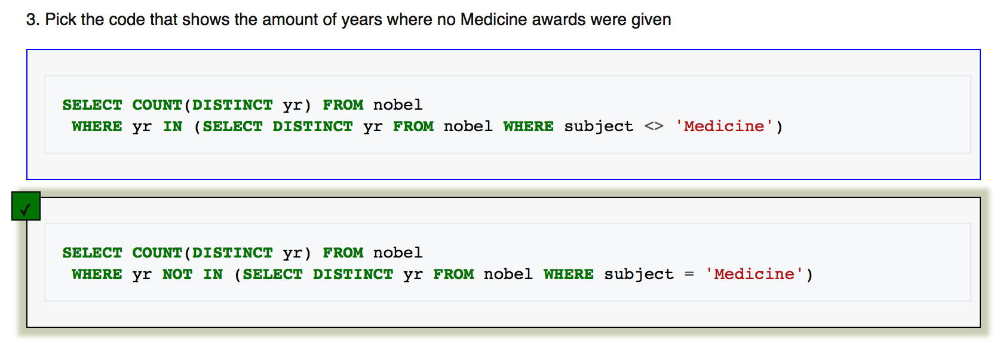 3. Pick the code that shows the amount of years where no Medicine awards were given
SELECT COUNT(DISTINCT yr) FROM nobel
WHERE yr IN (SELECT DISTINCT yr FROM nobel WHERE subject <> 'Medicine')
✓
SELECT COUNT(DISTINCT yr) FROM nobel
WHERE yr NOT IN (SELECT DISTINCT yr FROM nobel WHERE subject = 'Medicine')